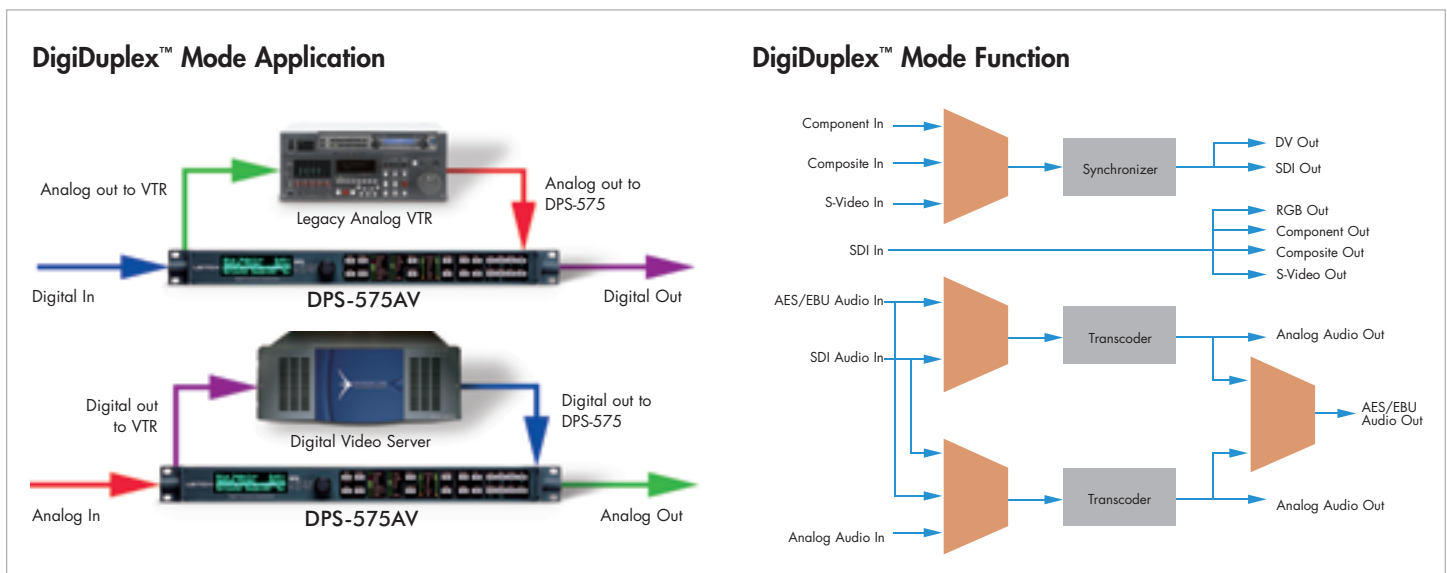 DigiDuplex™ Mode Application
Analog out to VTR
Legacy Analog VTR
Analog out to
DPS-575
Digital In
DPS-575AV
Digital Out
Digital out
to VTR
Digital Video Server
Digital out to
DPS-575
Analog In
DPS-575AV
Analog Out
DigiDuplex™ Mode Function
Component In
Composite In
S-Video In
Synchronizer
DV Out
SDI Out
SDI In
RGB Out
Component Out
Composite Out
S-Video Out
AES/EBU Audio In
SDI Audio In
Transcoder
Analog Audio Out
AES/EBU
Audio Out
Analog Audio In
Transcoder
Analog Audio Out